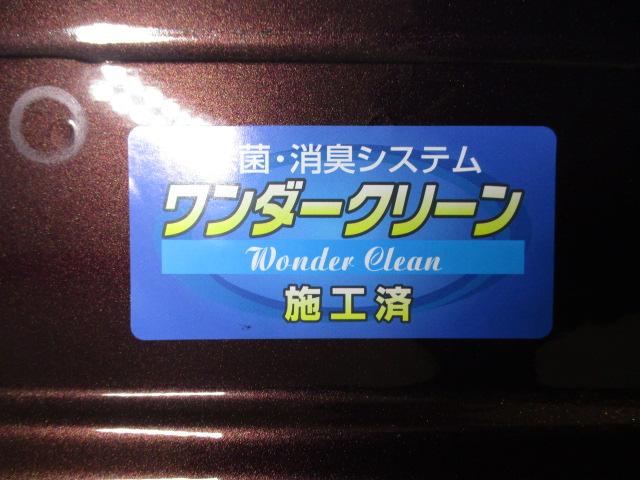 菌・消臭システム
ワンダークリーン
Wonder Clean
施工済